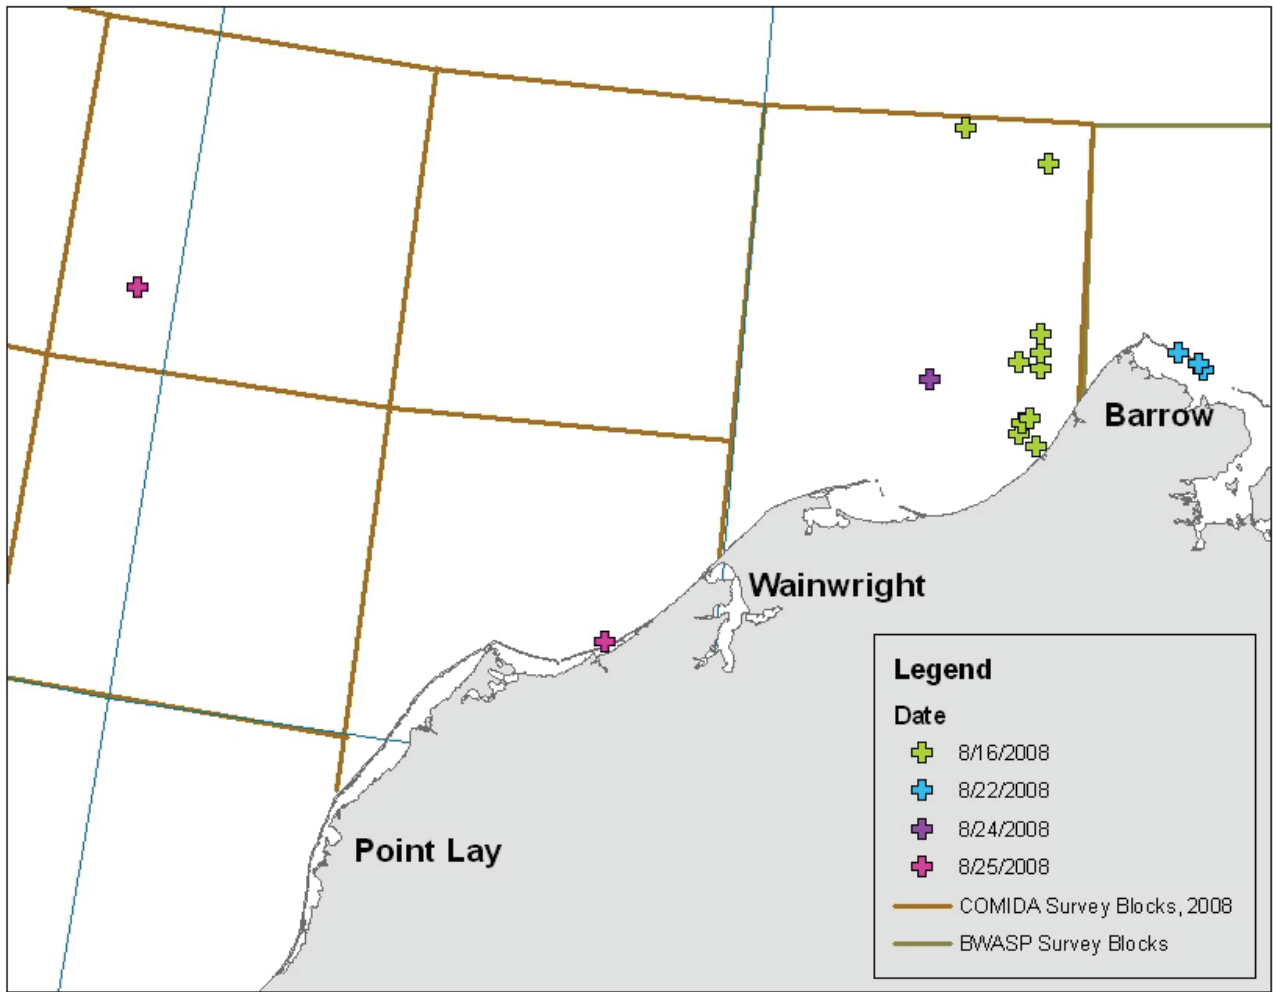 Barrow
Wainwright
Point Lay
Legend
Date
8/16/2008
8/22/2008
8/24/2008
8/25/2008
COMIDA Survey Blocks, 2008
BWASP Survey Blocks